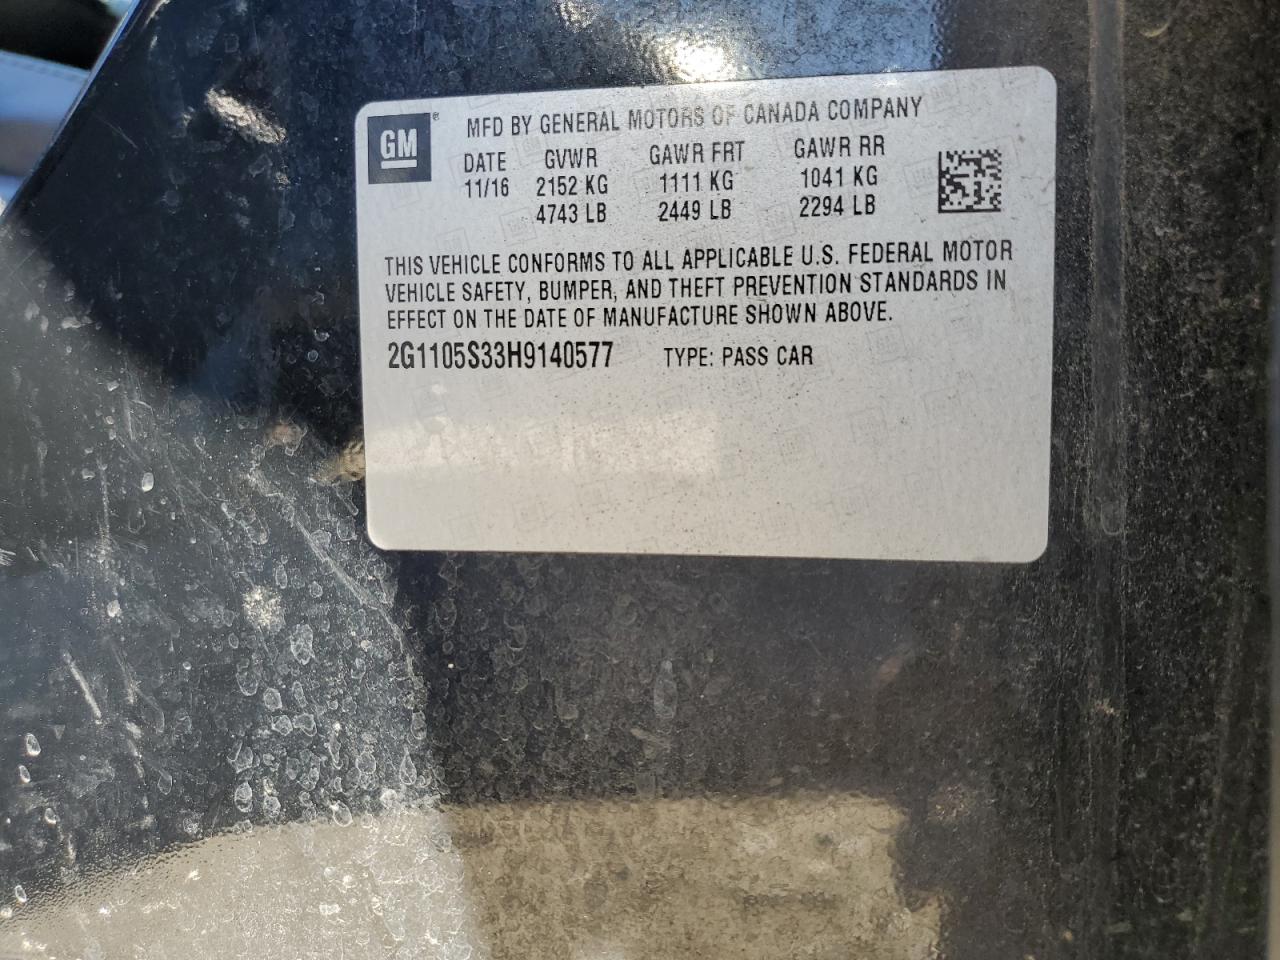 GM®
MFD BY GENERAL MOTORS OF CANADA COMPANY
DATE GVWR GAWR FRT GAWR RR
11/16 2152 KG 1111 KG 1041 KG
4743 LB 2449 LB 2294 LB
THIS VEHICLE CONFORMS TO ALL APPLICABLE U.S. FEDERAL MOTOR
VEHICLE SAFETY, BUMPER, AND THEFT PREVENTION STANDARDS IN
EFFECT ON THE DATE OF MANUFACTURE SHOWN ABOVE.
2G1105S33H9140577 TYPE: PASS CAR